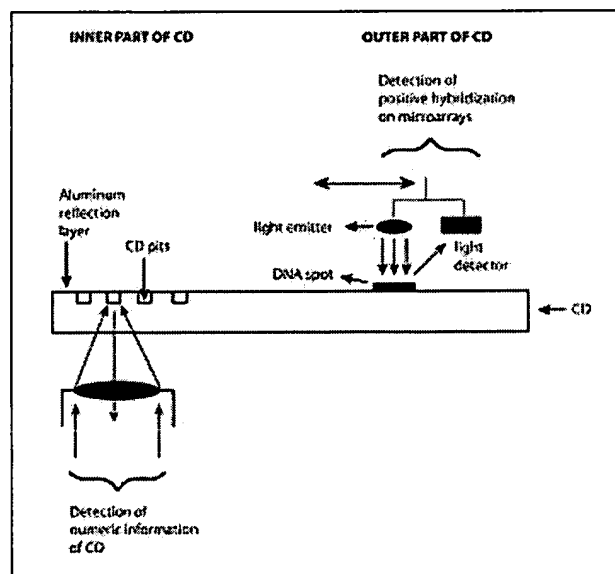 INNER PART OF CD
OUTER PART OF CD
Detection of
positive hybridization
on microarrays
Aluminum
reflection
layer
CD pits
light emitter
light
detector
DNA spot
CD
Detection of
numeric information
of CD